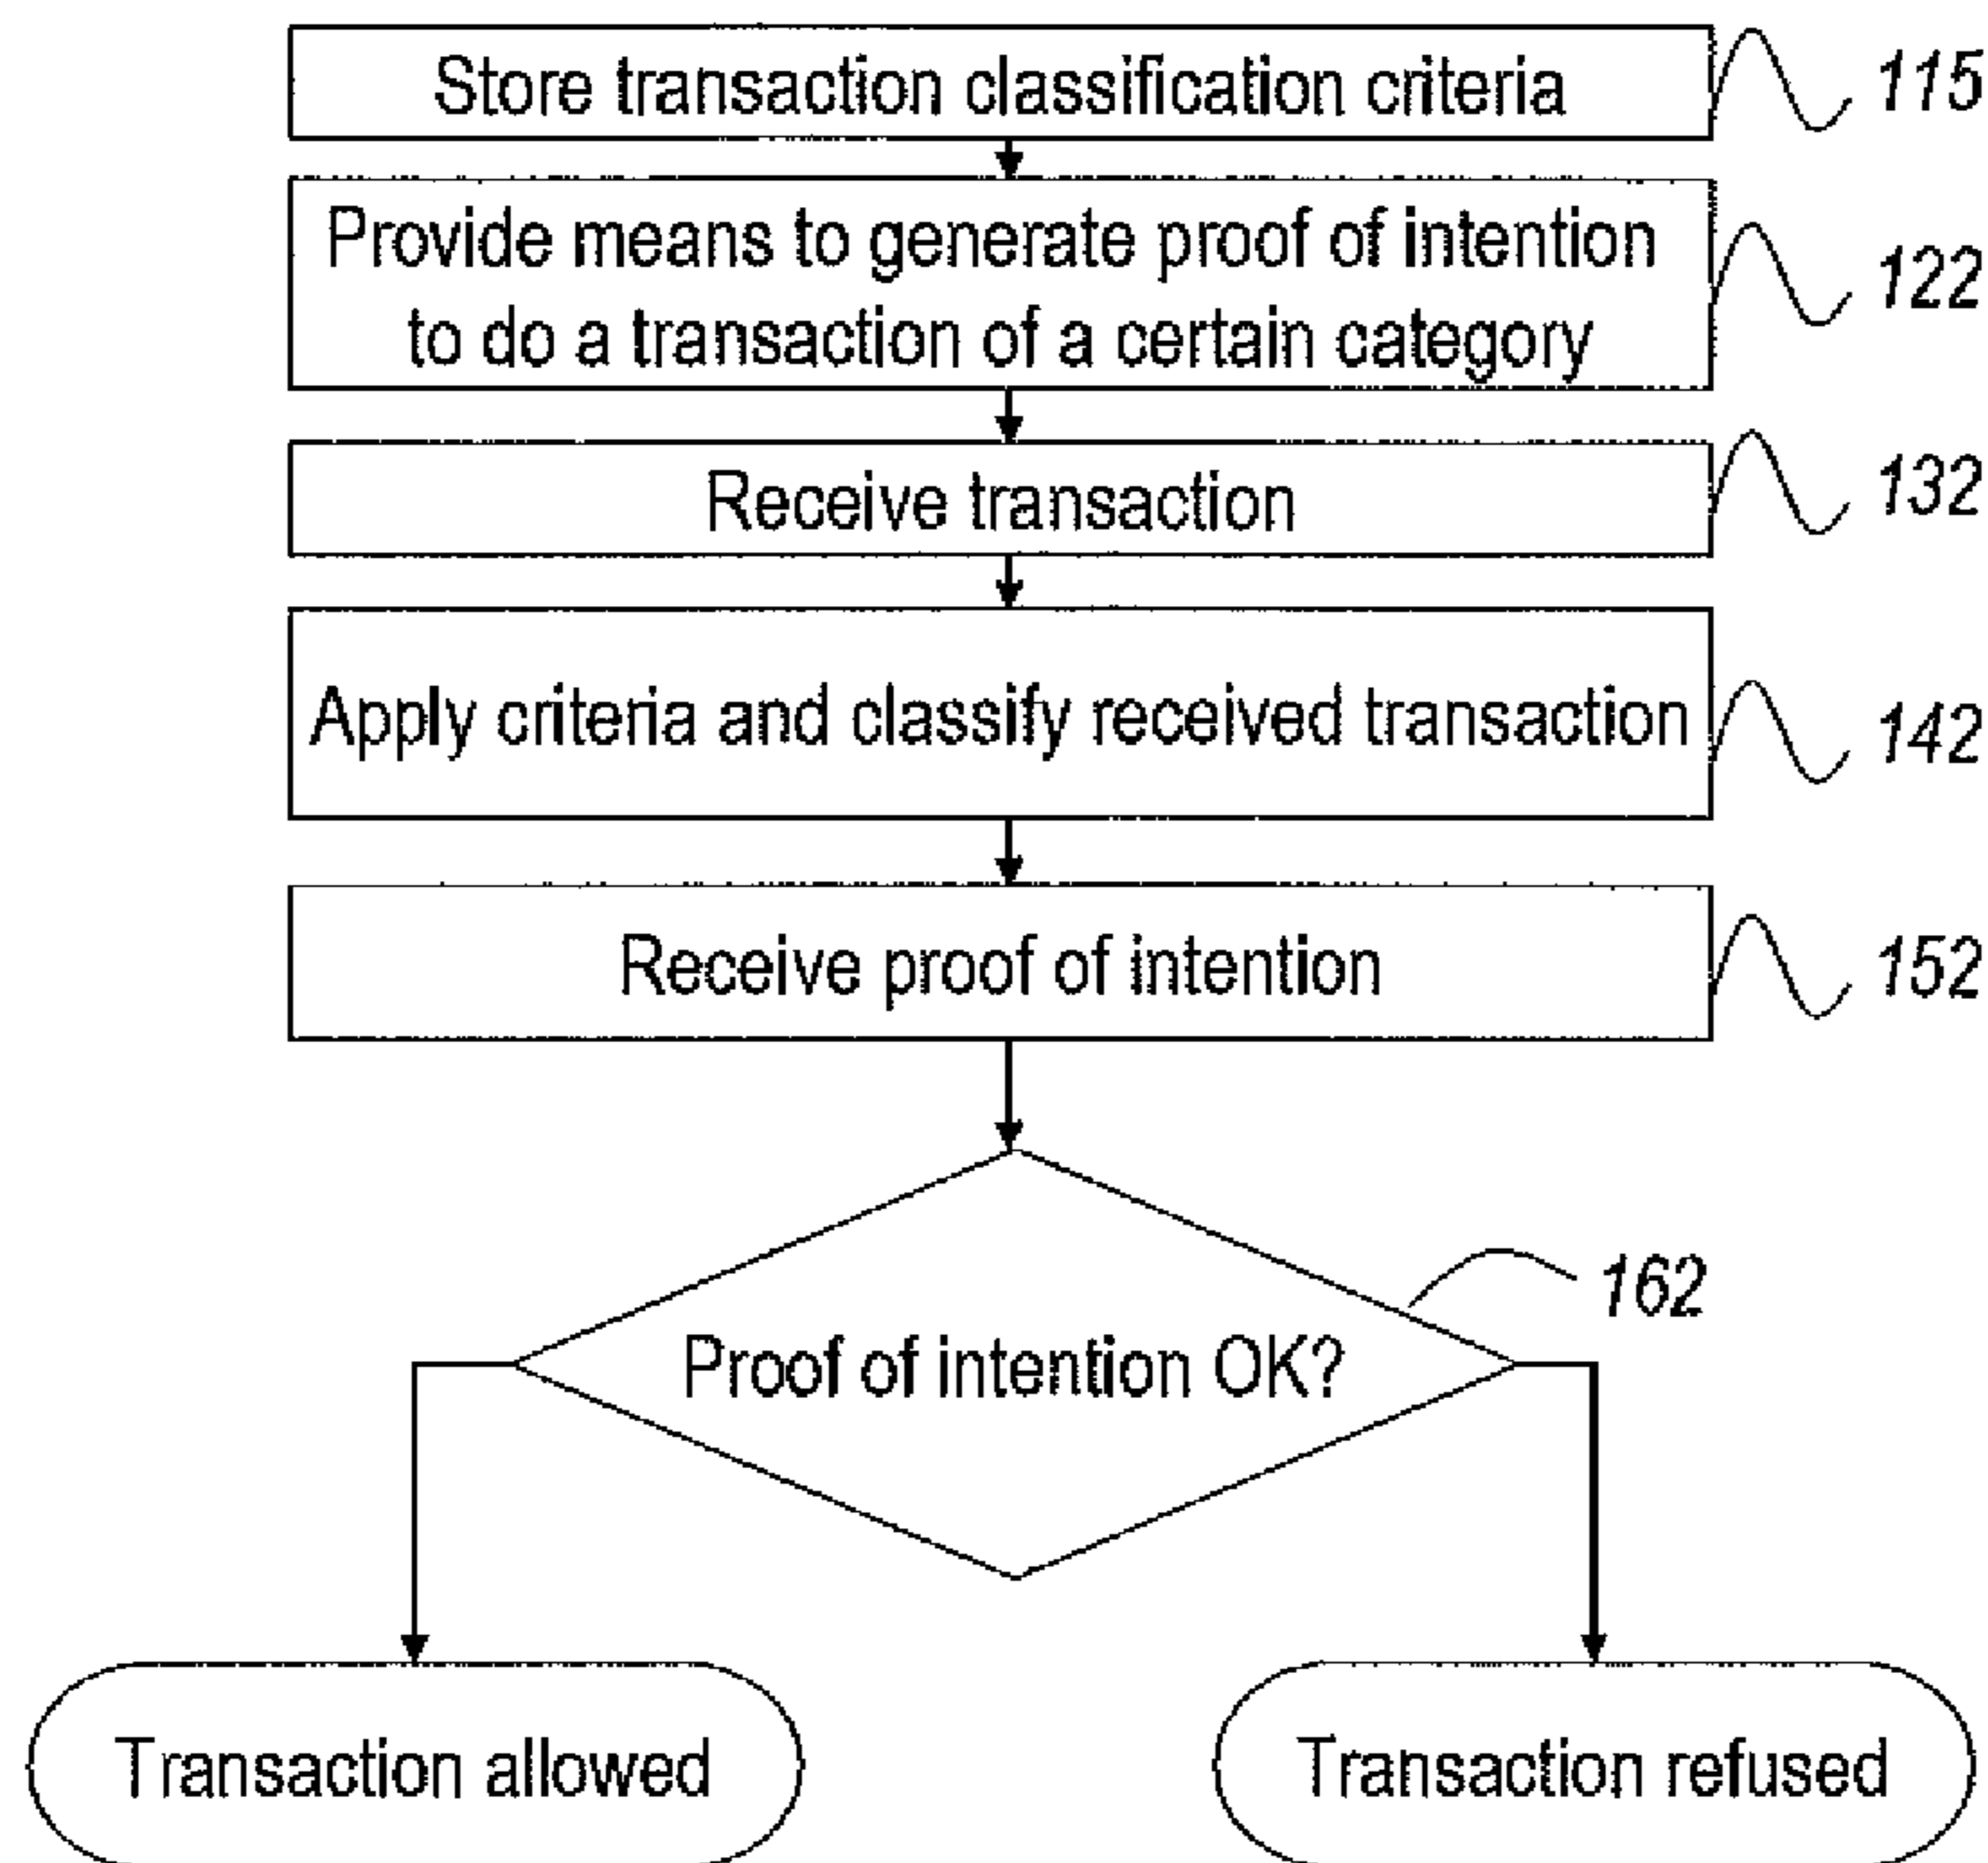 Store transaction classification criteria
115
Provide means to generate proof of intention
to do a transaction of a certain category
122
Receive transaction
132
Apply criteria and classify received transaction
142
Receive proof of intention
152
162
Proof of intention OK?
Transaction allowed
Transaction refused